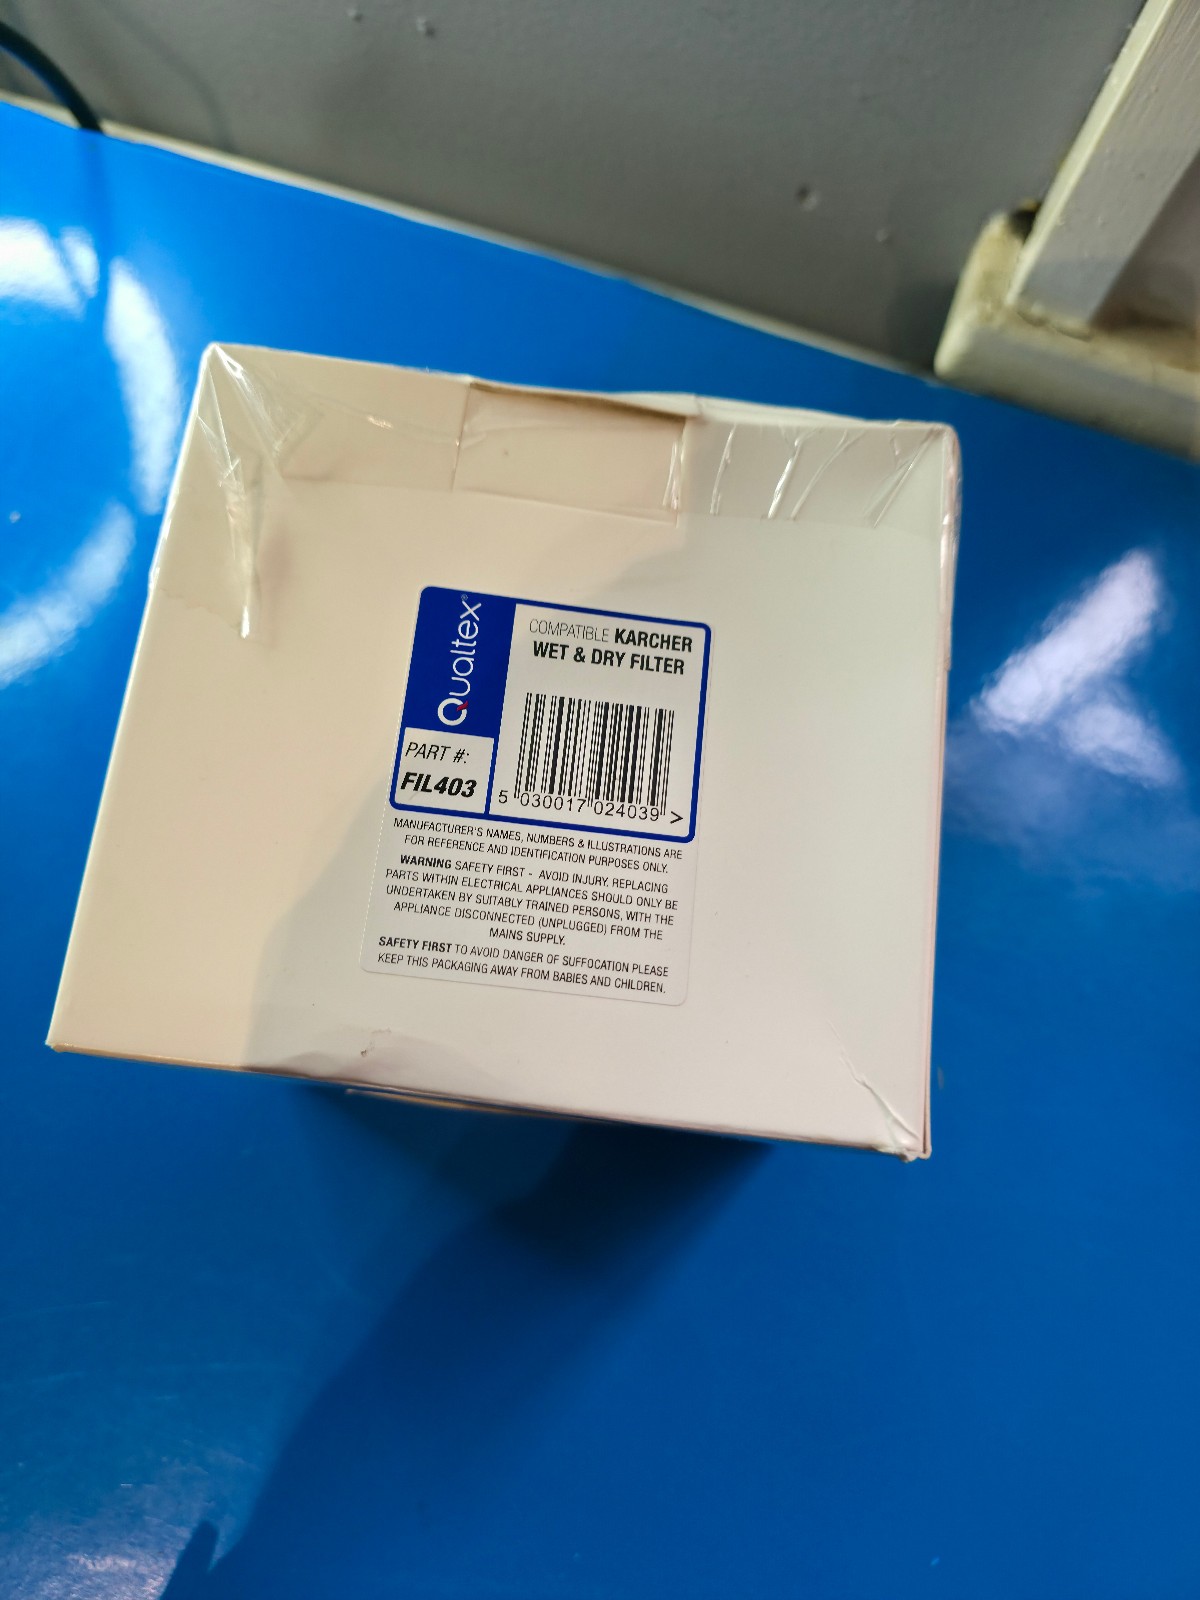 Qualtex®
COMPATIBLE KARCHER
WET & DRY FILTER
PART #:
FIL403
5 030017 024039 >
MANUFACTURER'S NAMES, NUMBERS & ILLUSTRATIONS ARE
FOR REFERENCE AND IDENTIFICATION PURPOSES ONLY.
WARNING SAFETY FIRST - AVOID INJURY. REPLACING
PARTS WITHIN ELECTRICAL APPLIANCES SHOULD ONLY BE
UNDERTAKEN BY SUITABLY TRAINED PERSONS, WITH THE
APPLIANCE DISCONNECTED (UNPLUGGED) FROM THE
MAINS SUPPLY.
SAFETY FIRST TO AVOID DANGER OF SUFFOCATION PLEASE
KEEP THIS PACKAGING AWAY FROM BABIES AND CHILDREN.